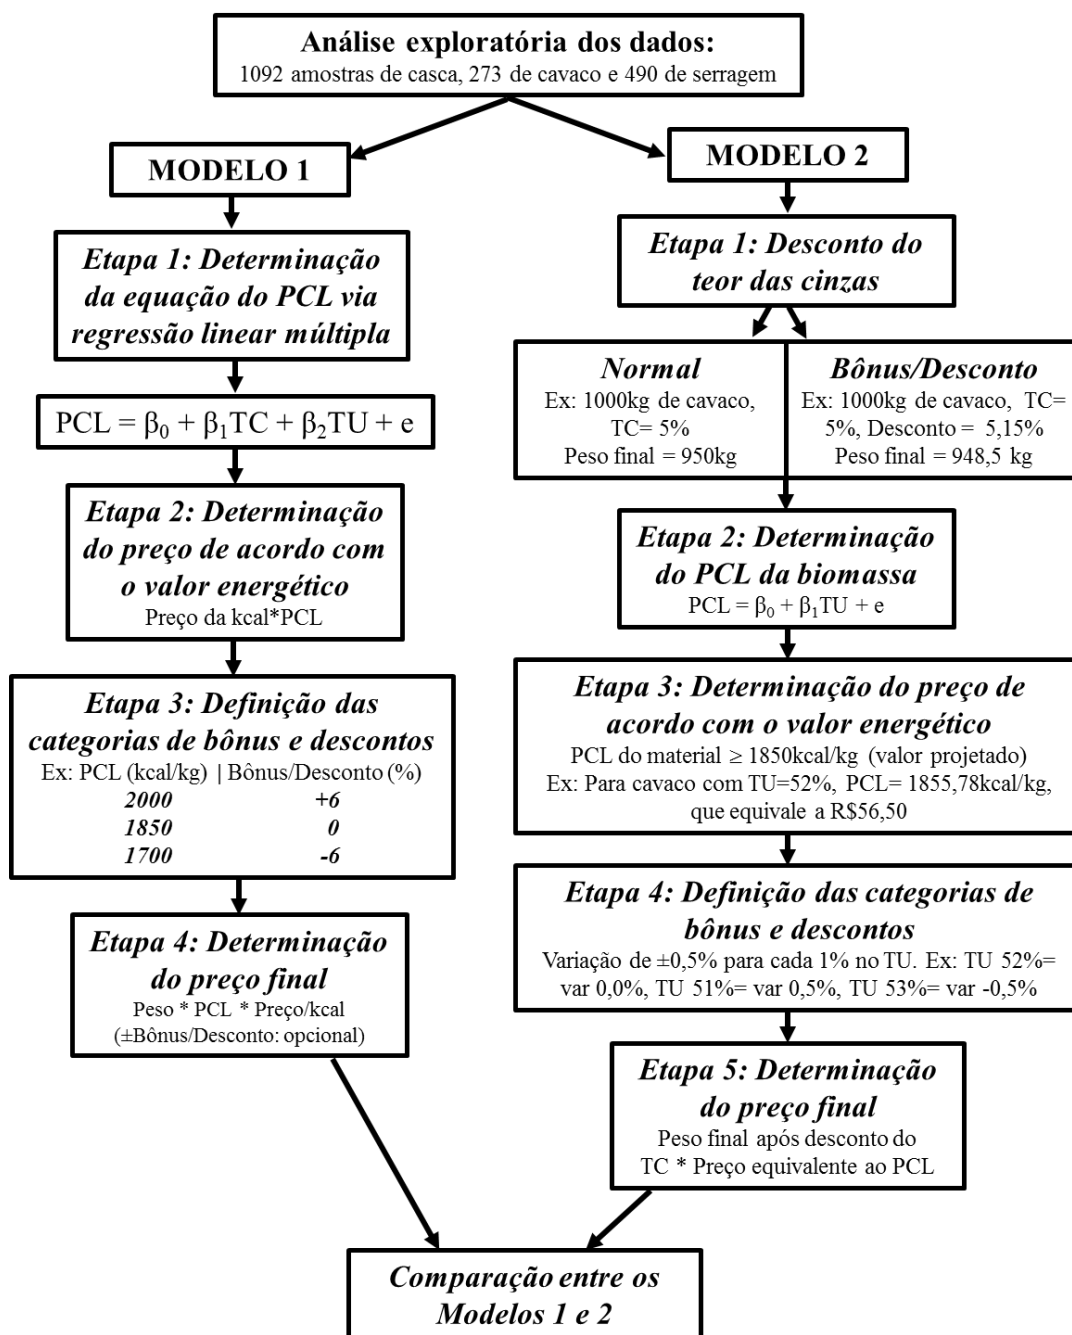 Análise exploratória dos dados:
1092 amostras de casca, 273 de cavaco e 490 de serragem
MODELO 1
Etapa 1: Determinação
da equação do PCL via
regressão linear múltipla
PCL = β₀ + β₁TC + β₂TU + e
Etapa 2: Determinação
do preço de acordo com
o valor energético
Preço da kcal*PCL
Etapa 3: Definição das
categorias de bônus e descontos
Ex: PCL (kcal/kg) | Bônus/Desconto (%)
2000 +6
1850 0
1700 -6
Etapa 4: Determinação
do preço final
Peso * PCL * Preço/kcal
(±Bônus/Desconto: opcional)
MODELO 2
Etapa 1: Desconto do
teor das cinzas
Normal
Ex: 1000kg de cavaco,
TC= 5%
Peso final = 950kg
Bônus/Desconto
Ex: 1000kg de cavaco, TC=
5%, Desconto = 5,15%
Peso final = 948,5 kg
Etapa 2: Determinação
do PCL da biomassa
PCL = β₀ + β₁TU + e
Etapa 3: Determinação do preço de
acordo com o valor energético
PCL do material ≥ 1850kcal/kg (valor projetado)
Ex: Para cavaco com TU=52%, PCL= 1855,78kcal/kg,
que equivale a R$56,50
Etapa 4: Definição das categorias de
bônus e descontos
Variação de ±0,5% para cada 1% no TU. Ex: TU 52%=
var 0,0%, TU 51%= var 0,5%, TU 53%= var -0,5%
Etapa 5: Determinação
do preço final
Peso final após desconto do
TC * Preço equivalente ao PCL
Comparação entre os
Modelos 1 e 2